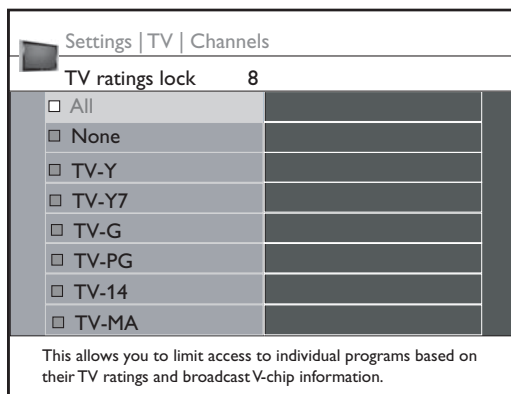 Settings | TV | Channels
TV ratings lock 8
All
None
TV-Y
TV-Y7
TV-G
TV-PG
TV-14
TV-MA
This allows you to limit access to individual programs based on
their TV ratings and broadcast V-chip information.